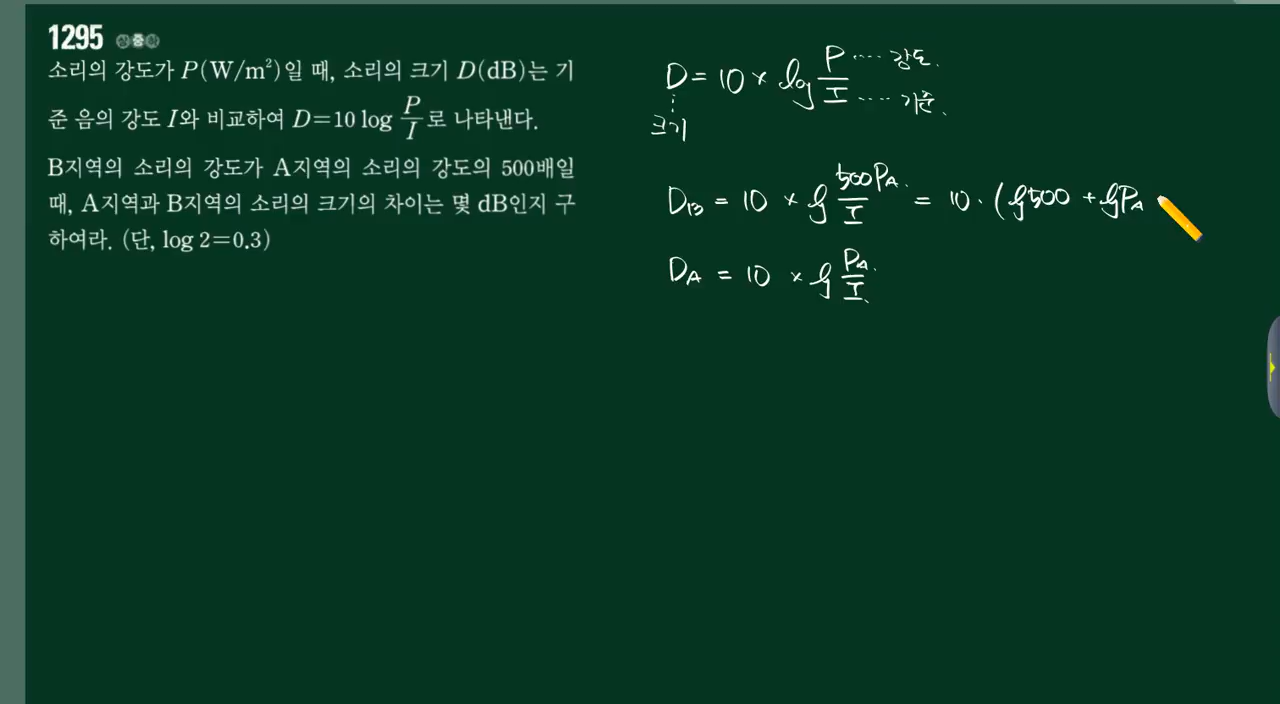 1295 상중하
소리의 강도가 P(W/m²)일 때, 소리의 크기 D(dB)는 기
준 음의 강도 I와 비교하여 D=10 log P/I로 나타낸다.
B지역의 소리의 강도가 A지역의 소리의 강도의 500배일
때, A지역과 B지역의 소리의 크기의 차이는 몇 dB인지 구
하여라. (단, log 2=0.3)
D = 10 × log P/I ···· 강도. ···· 기준.
크기
D_B = 10 × log 500P_A/I = 10·(log500 + logP_A
D_A = 10 × log P_A/I